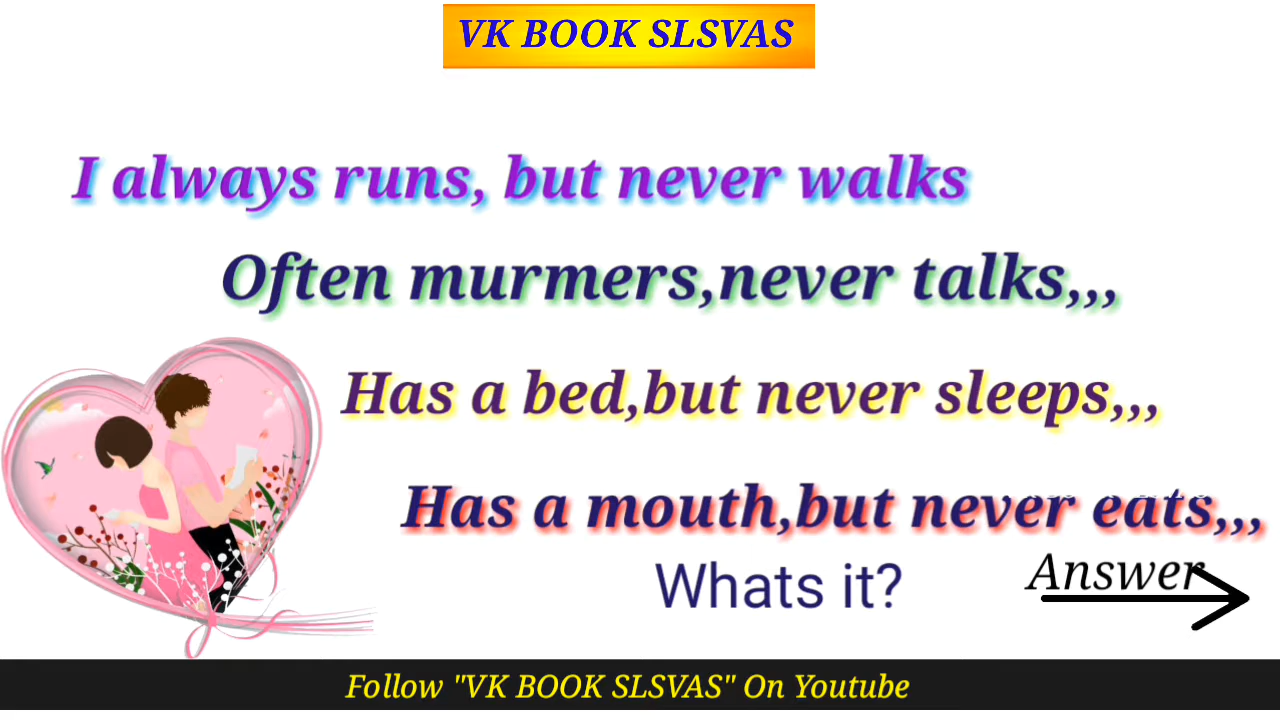 VK BOOK SLSVAS
I always runs, but never walks
Often murmers,never talks,,,
Has a bed,but never sleeps,,,
Has a mouth,but never eats,,,
Whats it?
Answer
Follow "VK BOOK SLSVAS" On Youtube